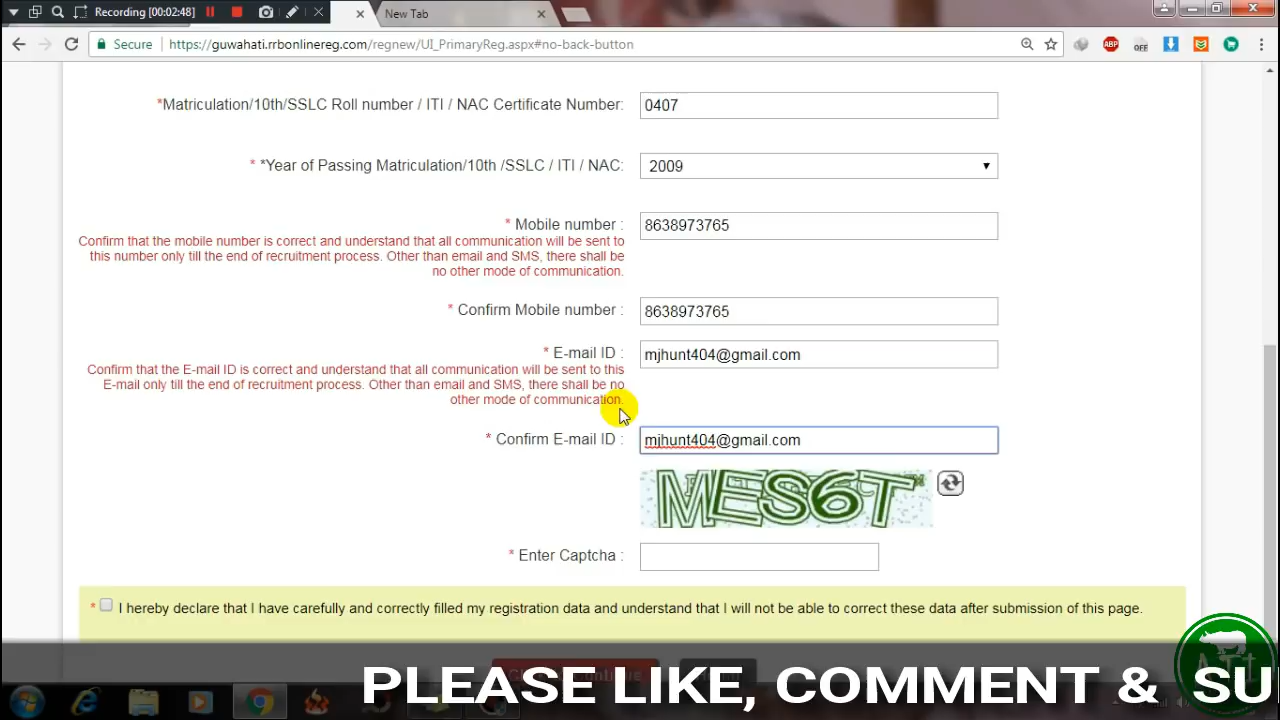 Recording [00:02:48]
New Tab
Secure
https://guwahati.rrbonlinereg.com/regnew/UI_PrimaryReg.aspx#no-back-button
ABP
OFF
*Matriculation/10th/SSLC Roll number / ITI / NAC Certificate Number:
0407
* *Year of Passing Matriculation/10th /SSLC / ITI / NAC:
2009
* Mobile number :
8638973765
Confirm that the mobile number is correct and understand that all communication will be sent to
this number only till the end of recruitment process. Other than email and SMS, there shall be
no other mode of communication.
* Confirm Mobile number :
8638973765
* E-mail ID :
mjhunt404@gmail.com
Confirm that the E-mail ID is correct and understand that all communication will be sent to this
E-mail only till the end of recruitment process. Other than email and SMS, there shall be no
other mode of communication.
* Confirm E-mail ID :
mjhunt404@gmail.com
MES6T
* Enter Captcha :
* I hereby declare that I have carefully and correctly filled my registration data and understand that I will not be able to correct these data after submission of this page.
PLEASE LIKE, COMMENT & SU